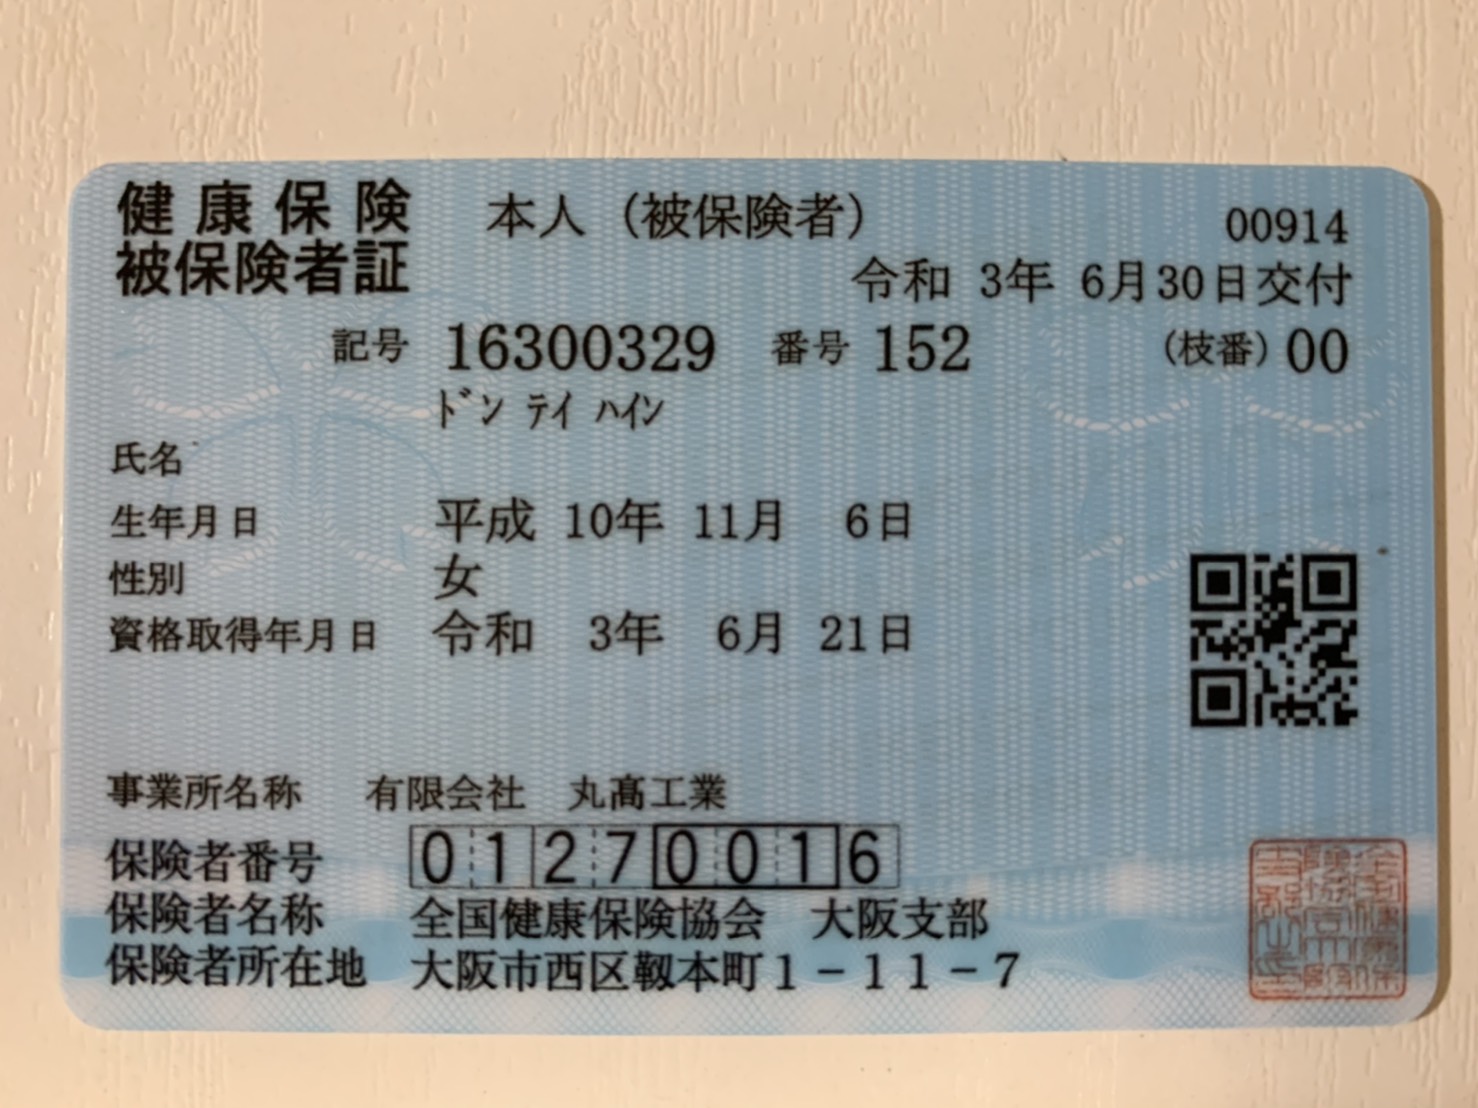 健康保険 本人（被保険者） 00914
被保険者証 令和 3年 6月30日交付
記号 16300329 番号 152 （枝番）00
ﾄﾞﾝ ﾃｲ ﾊｲﾝ
氏名
生年月日 平成 10年 11月 6日
性別 女
資格取得年月日 令和 3年 6月 21日
事業所名称 有限会社 丸髙工業
保険者番号 01270016
保険者名称 全国健康保険協会 大阪支部
保険者所在地 大阪市西区靱本町1－11－7